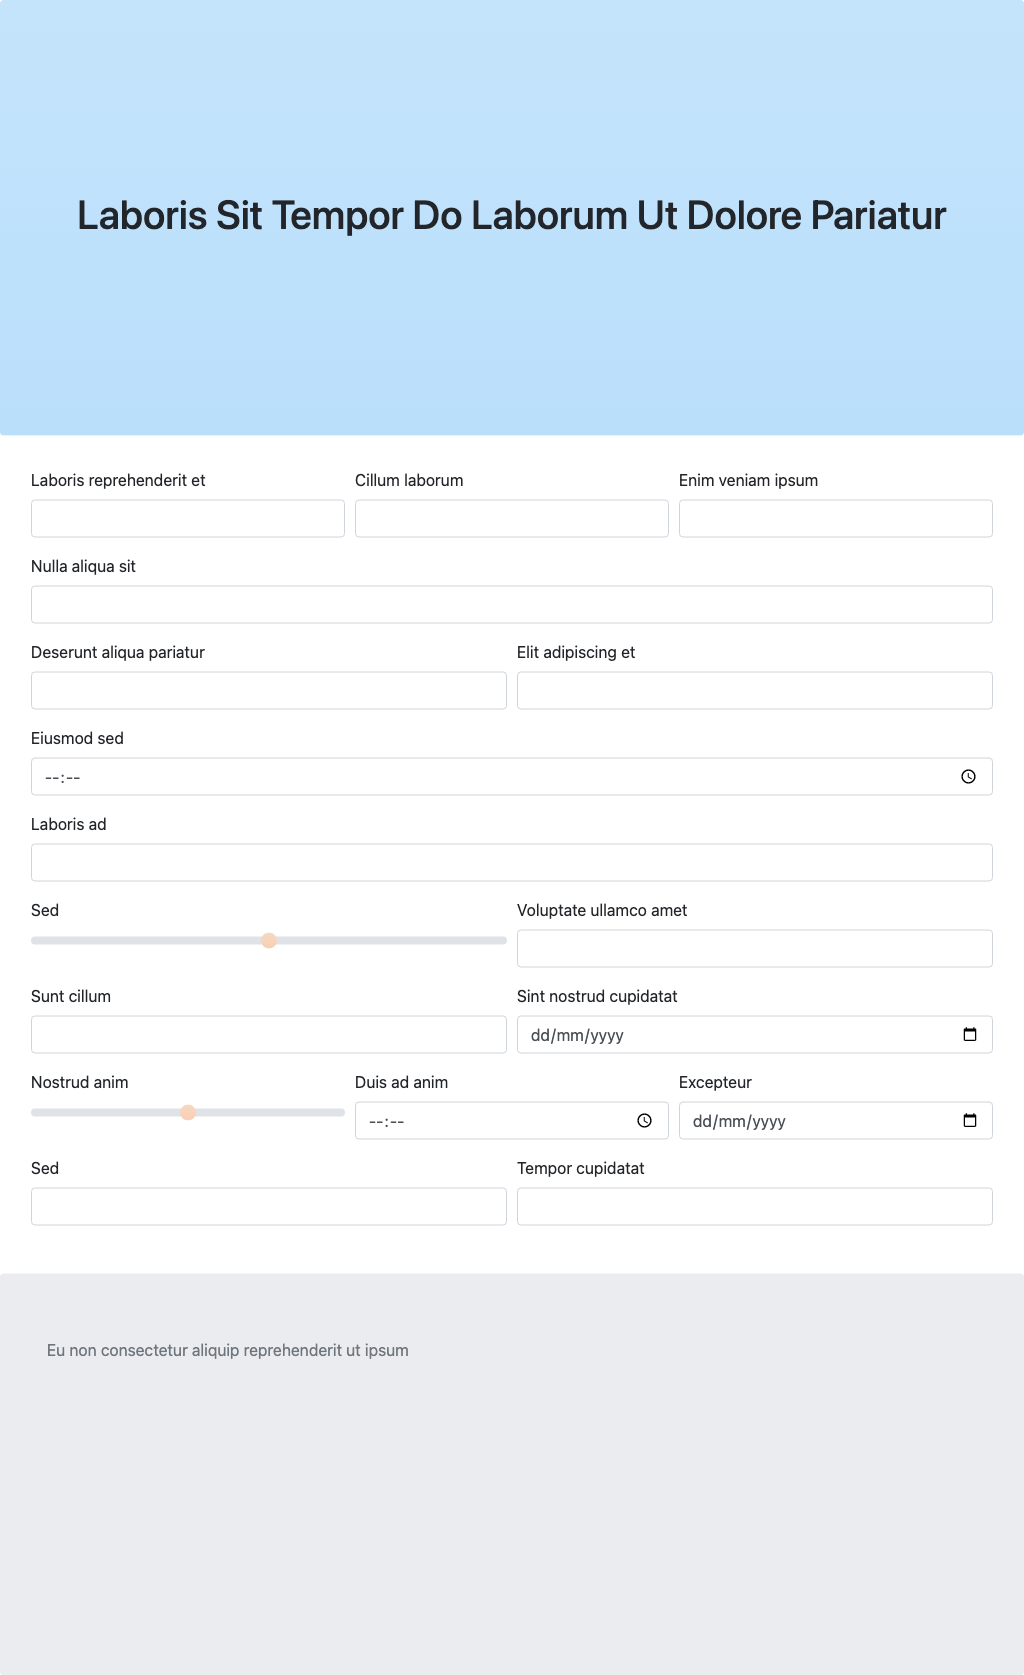 Laboris Sit Tempor Do Laborum Ut Dolore Pariatur
Laboris reprehenderit et
Cillum laborum
Enim veniam ipsum
Nulla aliqua sit
Deserunt aliqua pariatur
Elit adipiscing et
Eiusmod sed
--:--
Laboris ad
Sed
Voluptate ullamco amet
Sunt cillum
Sint nostrud cupidatat
dd/mm/yyyy
Nostrud anim
Duis ad anim
Excepteur
--:--
dd/mm/yyyy
Sed
Tempor cupidatat
Eu non consectetur aliquip reprehenderit ut ipsum